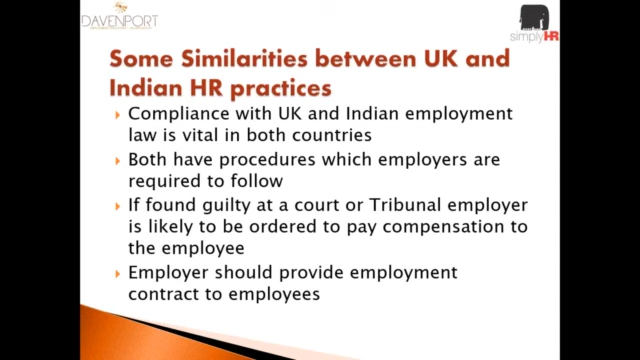 DAVENPORT
simplyHR
Some Similarities between UK and
Indian HR practices
Compliance with UK and Indian employment
law is vital in both countries
Both have procedures which employers are
required to follow
If found guilty at a court or Tribunal employer
is likely to be ordered to pay compensation to
the employee
Employer should provide employment
contract to employees